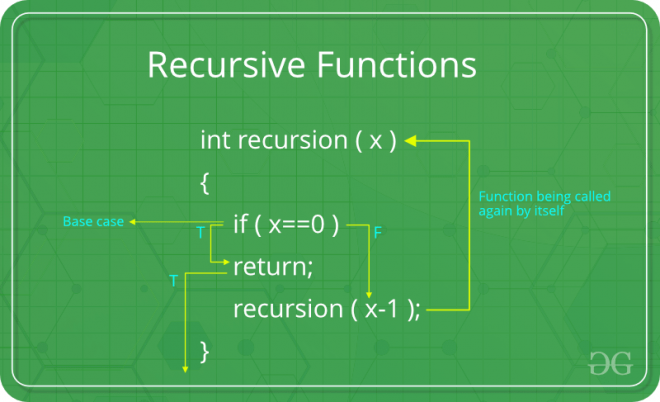 Recursive Functions
int recursion ( x )
{
Function being called
again by itself
Base case
if ( x==0 )
T
F
return;
T
recursion ( x-1 );
}
GG